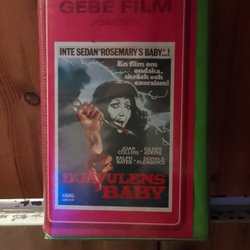 GEBE FILM
presenterar
INTE SEDAN "ROSEMARY'S BABY"...!
En film om
ondska,
skräck och
exorcism!
JOAN EILEEN
COLLINS ATKINS
RALPH DONALD
BATES PLEASENCE
DJÄVULENS
BABY